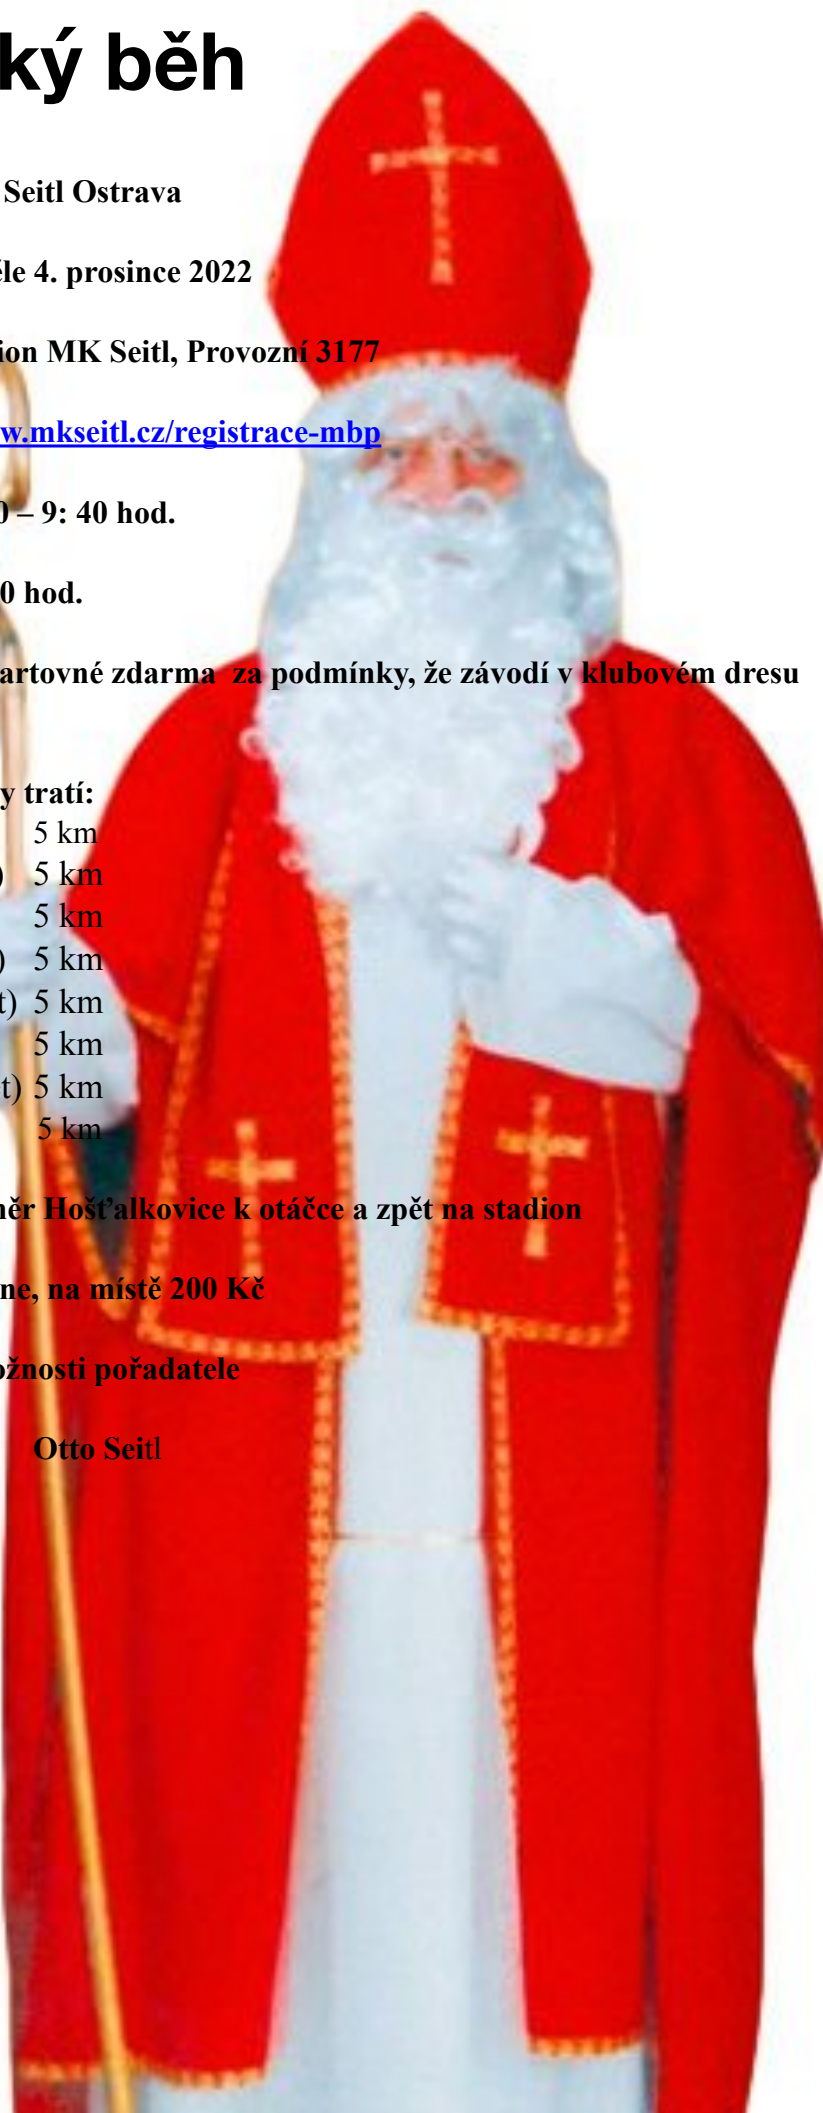 ký běh
Seitl Ostrava
éle 4. prosince 2022
ion MK Seitl, Provozní 3177
w.mkseitl.cz/registrace-mbp
0 – 9: 40 hod.
0 hod.
artovné zdarma za podmínky, že závodí v klubovém dresu
y tratí:
5 km
) 5 km
5 km
) 5 km
t) 5 km
5 km
t) 5 km
5 km
něr Hošťalkovice k otáčce a zpět na stadion
ne, na místě 200 Kč
ožnosti pořadatele
Otto Seitl